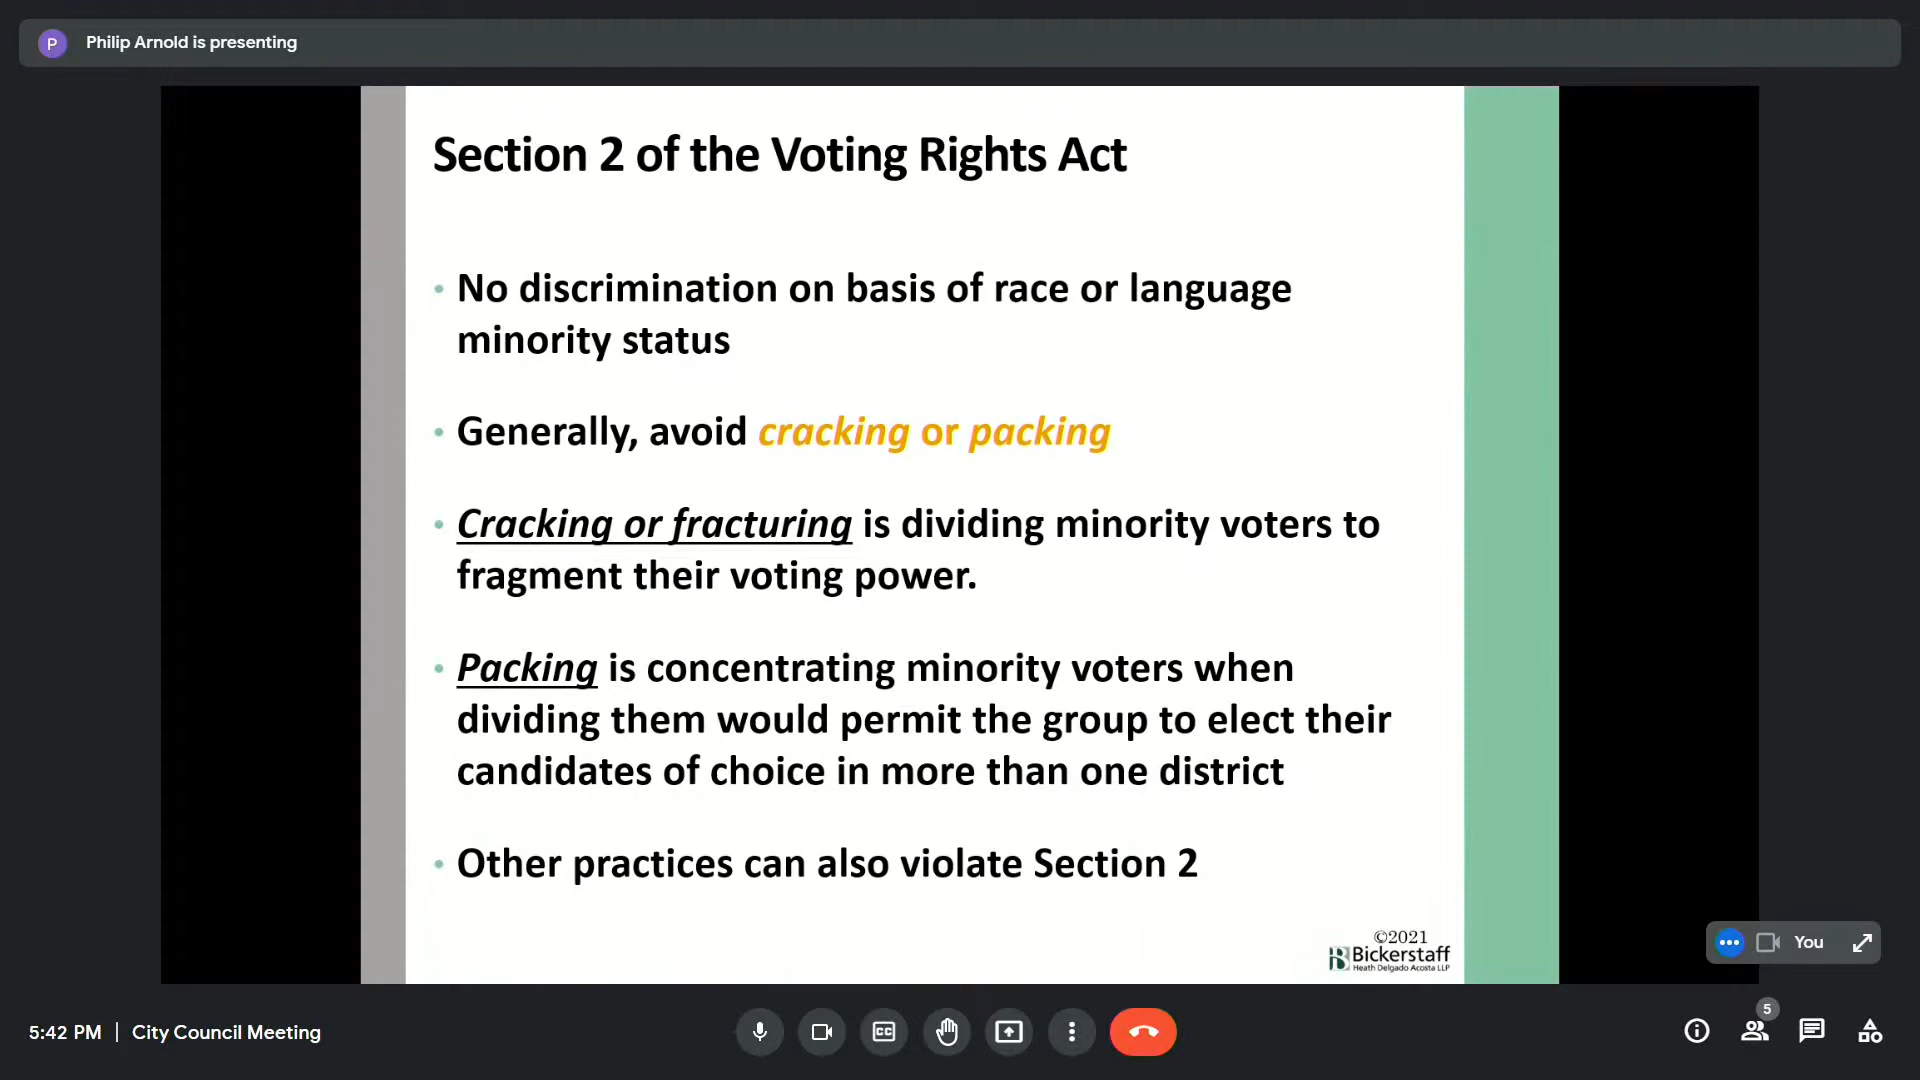 P Philip Arnold is presenting
Section 2 of the Voting Rights Act
• No discrimination on basis of race or language
minority status
• Generally, avoid cracking or packing
• Cracking or fracturing is dividing minority voters to
fragment their voting power.
• Packing is concentrating minority voters when
dividing them would permit the group to elect their
candidates of choice in more than one district
• Other practices can also violate Section 2
©2021
B Bickerstaff
Heath Delgado Acosta LLP
You
5:42 PM | City Council Meeting
CC
5